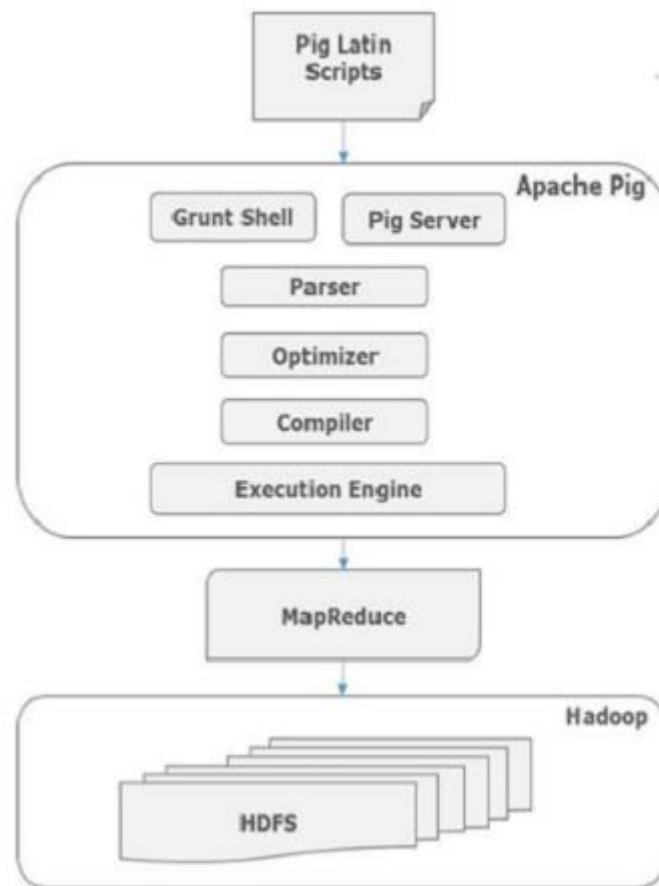 Pig Latin
Scripts
Apache Pig
Grunt Shell
Pig Server
Parser
Optimizer
Compiler
Execution Engine
MapReduce
Hadoop
HDFS